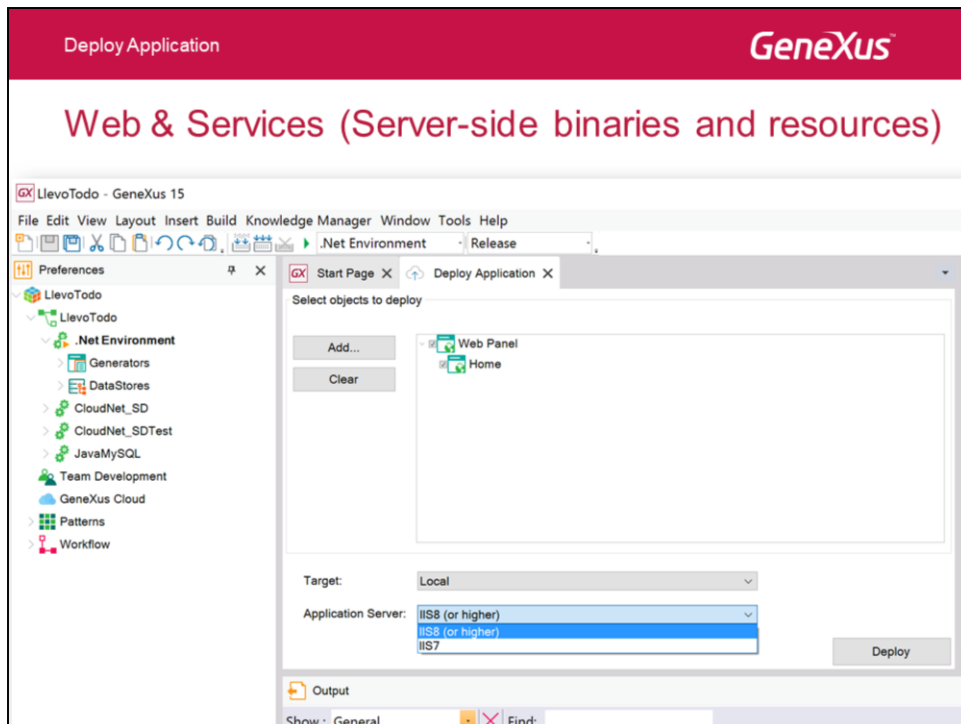 Deploy Application
GeneXus™
Web & Services (Server-side binaries and resources)
GX LlevoTodo - GeneXus 15
File Edit View Layout Insert Build Knowledge Manager Window Tools Help
.Net Environment Release
Preferences
GX Start Page Deploy Application
LlevoTodo
LlevoTodo
.Net Environment
Generators
DataStores
CloudNet_SD
CloudNet_SDTest
JavaMySQL
Team Development
GeneXus Cloud
Patterns
Workflow
Select objects to deploy
Add...
Clear
Web Panel
Home
Target: Local
Application Server: IIS8 (or higher)
IIS8 (or higher)
IIS7
Deploy
Output
Show: General Find: